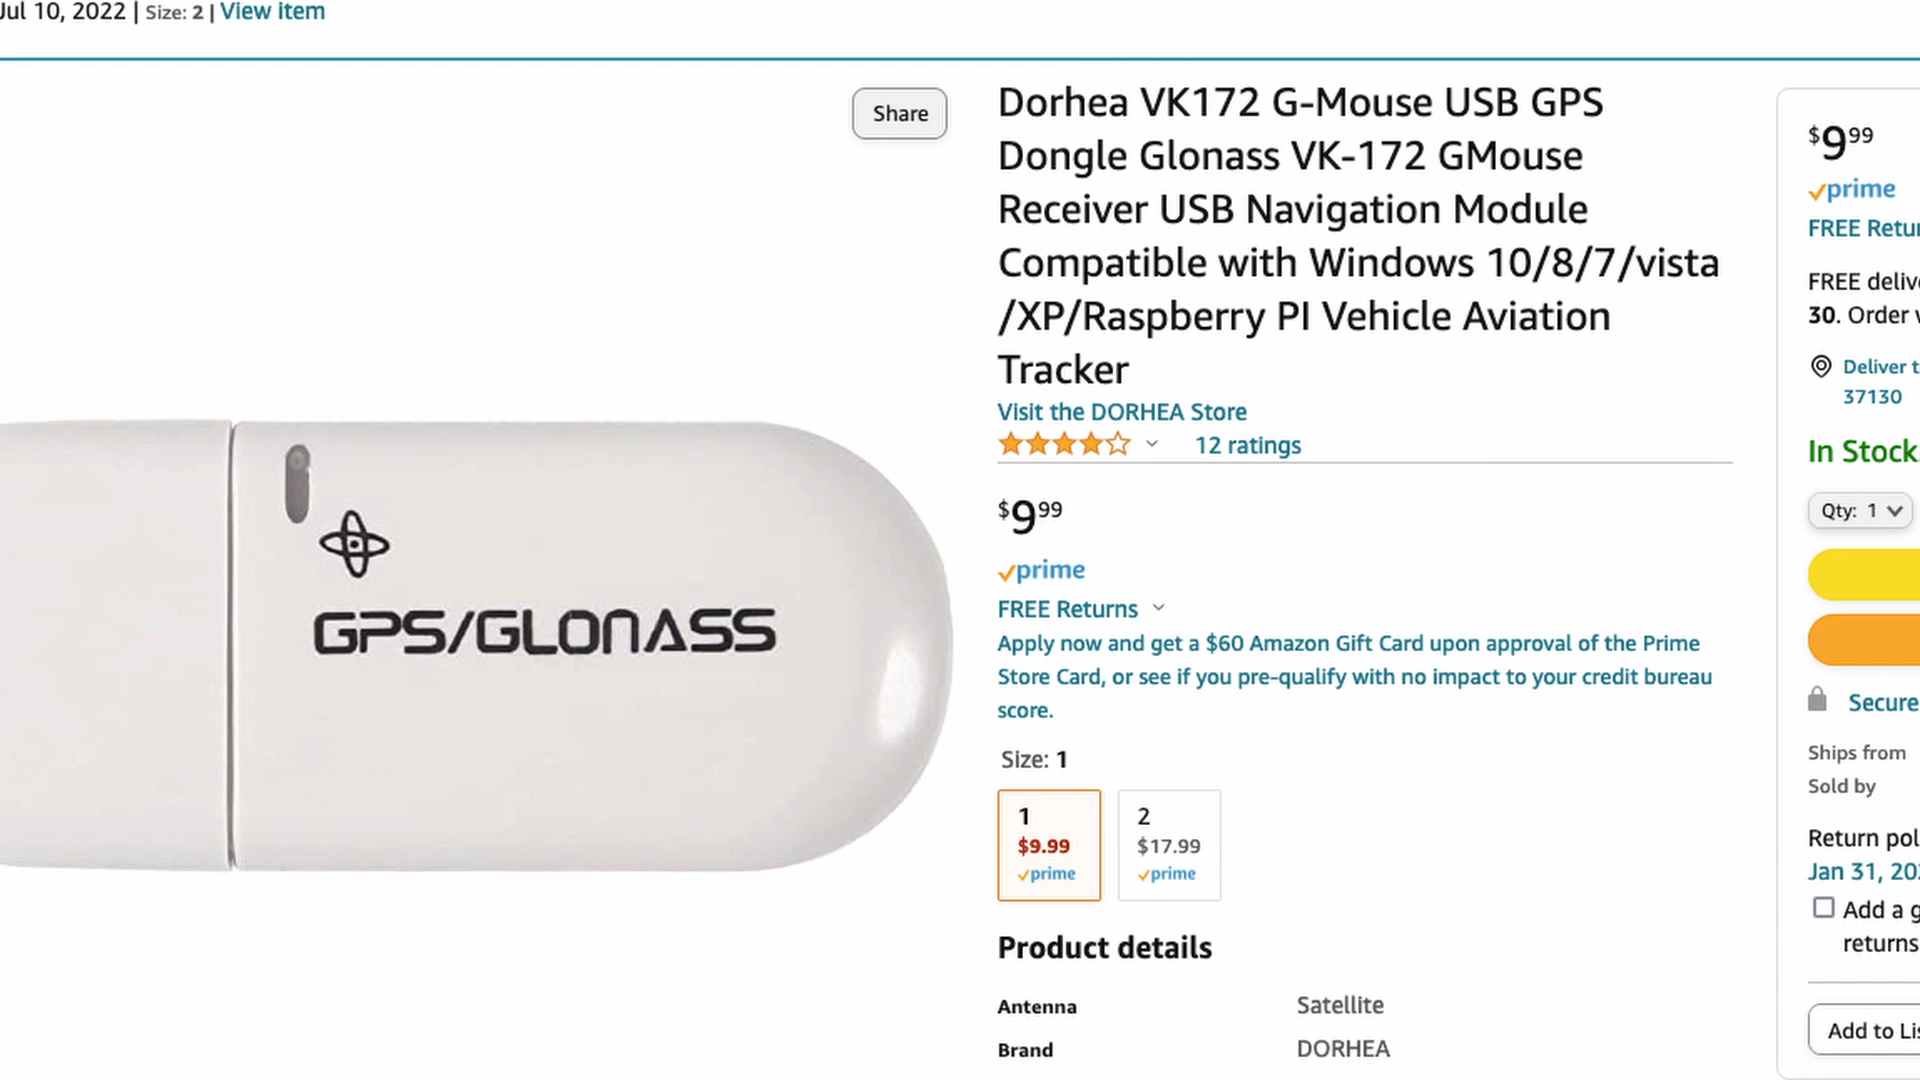 Jul 10, 2022 | Size: 2 | View item
Share
Dorhea VK172 G-Mouse USB GPS
Dongle Glonass VK-172 GMouse
Receiver USB Navigation Module
Compatible with Windows 10/8/7/vista
/XP/Raspberry PI Vehicle Aviation
Tracker
Visit the DORHEA Store
12 ratings
$9.99
prime
FREE Returns
Apply now and get a $60 Amazon Gift Card upon approval of the Prime
Store Card, or see if you pre-qualify with no impact to your credit bureau
score.
Size: 1
1
$9.99
prime
2
$17.99
prime
Product details
Antenna Satellite
Brand DORHEA
GPS/GLONASS
$9.99
prime
FREE
FREE
30. Order
Deliver
37130
In Stock
Qty: 1
Secure
Ships from
Sold by
Return
Jan 31,
Add a
returns
Add to